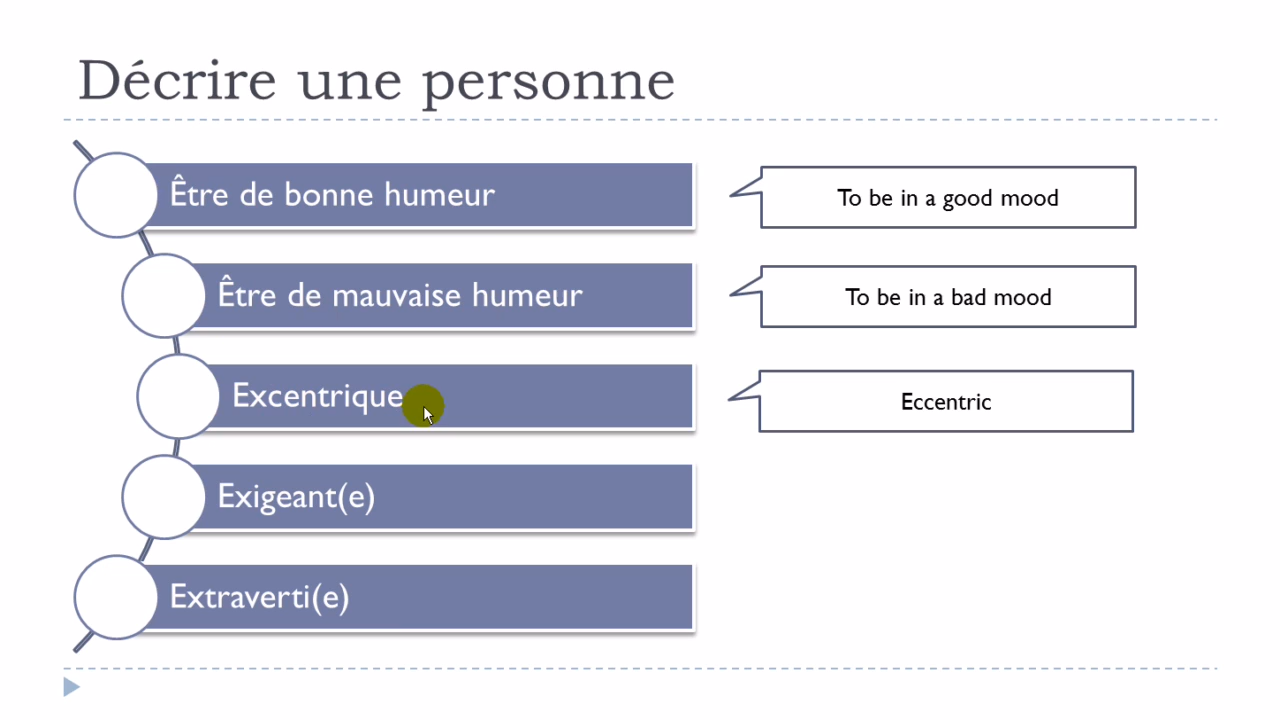 Décrire une personne
Être de bonne humeur
To be in a good mood
Être de mauvaise humeur
To be in a bad mood
Excentrique
Eccentric
Exigeant(e)
Extraverti(e)